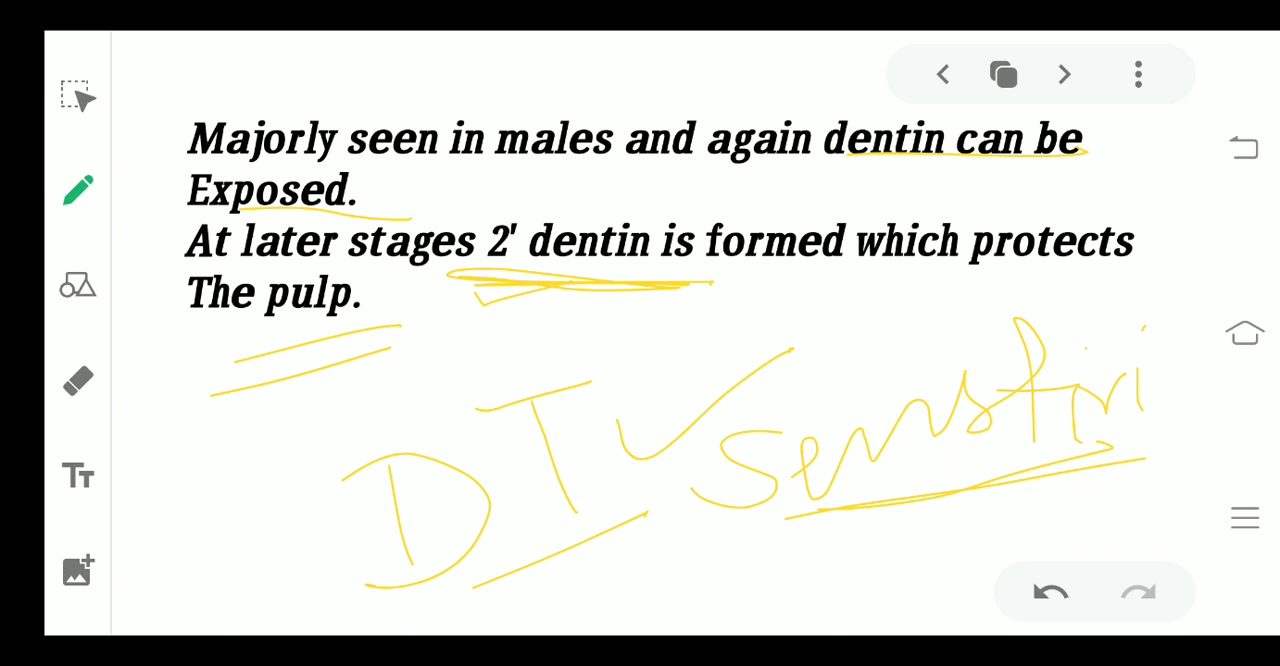 Majorly seen in males and again dentin can be
Exposed.
At later stages 2' dentin is formed which protects
The pulp.
DT
Tт